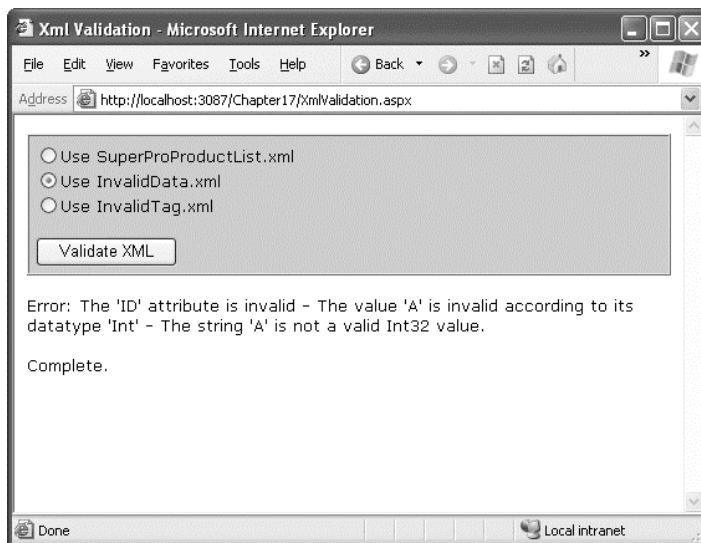 Xml Validation - Microsoft Internet Explorer
File Edit View Favorites Tools Help Back »
Address http://localhost:3087/Chapter17/XmlValidation.aspx
Use SuperProProductList.xml
Use InvalidData.xml
Use InvalidTag.xml
Validate XML
Error: The 'ID' attribute is invalid - The value 'A' is invalid according to its
datatype 'Int' - The string 'A' is not a valid Int32 value.
Complete.
Done Local intranet